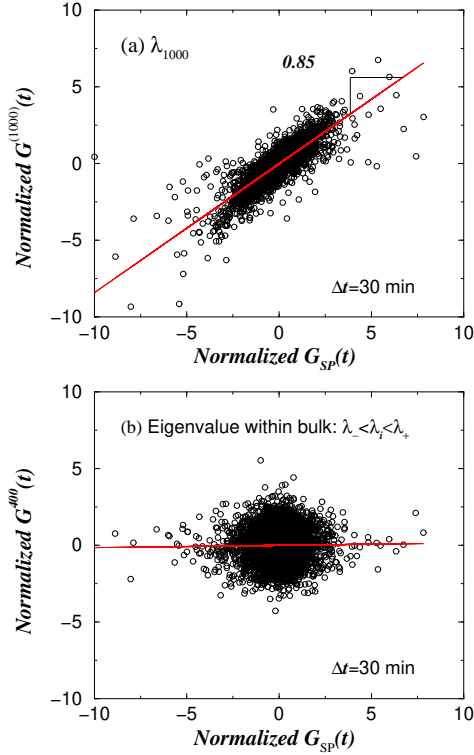 10
(a) λ1000
0.85
5
0
−5
Δt=30 min
−10
−10 −5 0 5 10
Normalized G(1000)(t)
Normalized GSP(t)
10
(b) Eigenvalue within bulk: λ−<λi<λ+
5
0
−5
Δt=30 min
−10
−10 −5 0 5 10
Normalized G400(t)
Normalized GSP(t)